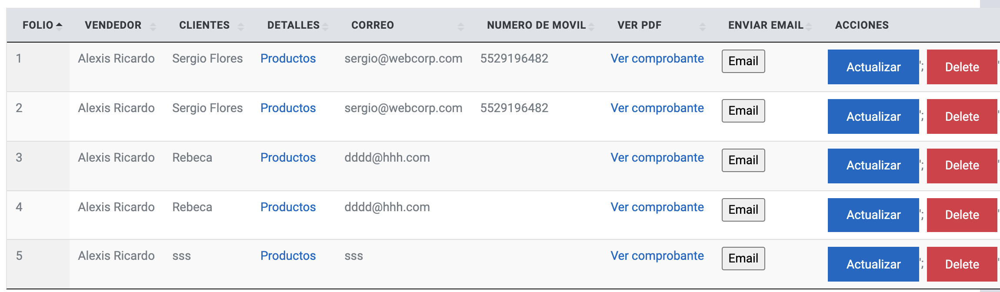 FOLIO VENDEDOR CLIENTES DETALLES CORREO NUMERO DE MOVIL VER PDF ENVIAR EMAIL ACCIONES
1 Alexis Ricardo Sergio Flores Productos sergio@webcorp.com 5529196482 Ver comprobante Email Actualizar '; Delete '
2 Alexis Ricardo Sergio Flores Productos sergio@webcorp.com 5529196482 Ver comprobante Email Actualizar '; Delete '
3 Alexis Ricardo Rebeca Productos dddd@hhh.com Ver comprobante Email Actualizar '; Delete '
4 Alexis Ricardo Rebeca Productos dddd@hhh.com Ver comprobante Email Actualizar '; Delete '
5 Alexis Ricardo sss Productos sss Ver comprobante Email Actualizar '; Delete '